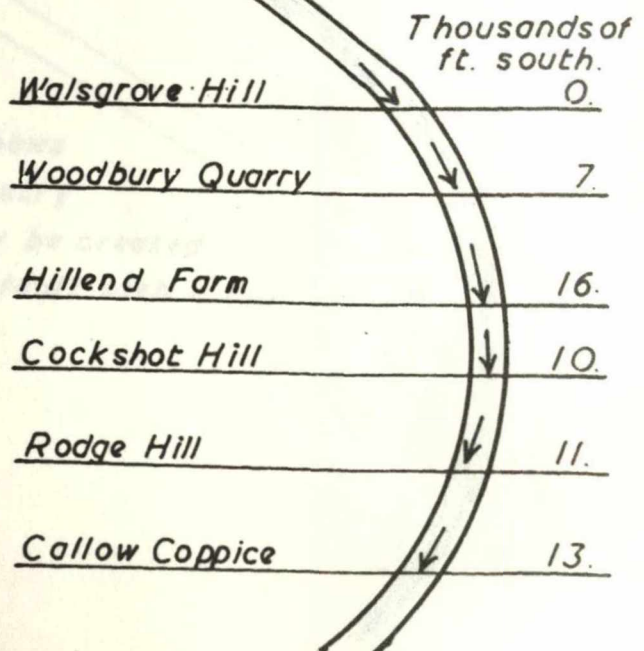 Thousands of
ft. south.
Walsgrove Hill 0.
Woodbury Quarry 7.
Hillend Farm 16.
Cockshot Hill 10.
Rodge Hill 11.
Callow Coppice 13.